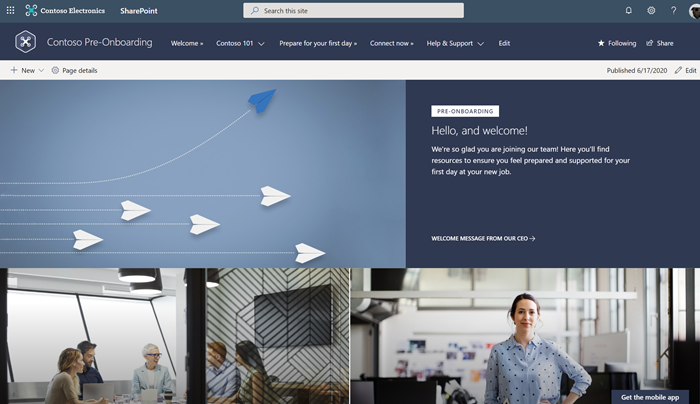 Contoso Electronics SharePoint Search this site
Contoso Pre-Onboarding Welcome » Contoso 101 Prepare for your first day » Connect now » Help & Support Edit Following Share
New Page details Published 6/17/2020 Edit
PRE-ONBOARDING
Hello, and welcome!
We're so glad you are joining our team! Here you'll find
resources to ensure you feel prepared and supported for your
first day at your new job.
WELCOME MESSAGE FROM OUR CEO
Get the mobile app